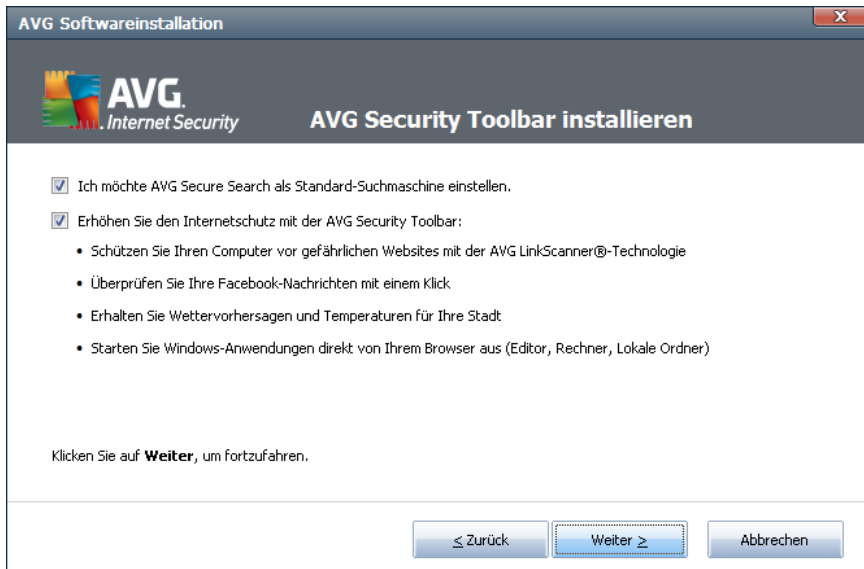 AVG Softwareinstallation
X
AVG.
Internet Security
AVG Security Toolbar installieren
Ich möchte AVG Secure Search als Standard-Suchmaschine einstellen.
Erhöhen Sie den Internetschutz mit der AVG Security Toolbar:
• Schützen Sie Ihren Computer vor gefährlichen Websites mit der AVG LinkScanner®-Technologie
• Überprüfen Sie Ihre Facebook-Nachrichten mit einem Klick
• Erhalten Sie Wettervorhersagen und Temperaturen für Ihre Stadt
• Starten Sie Windows-Anwendungen direkt von Ihrem Browser aus (Editor, Rechner, Lokale Ordner)
Klicken Sie auf Weiter, um fortzufahren.
< Zurück
Weiter >
Abbrechen